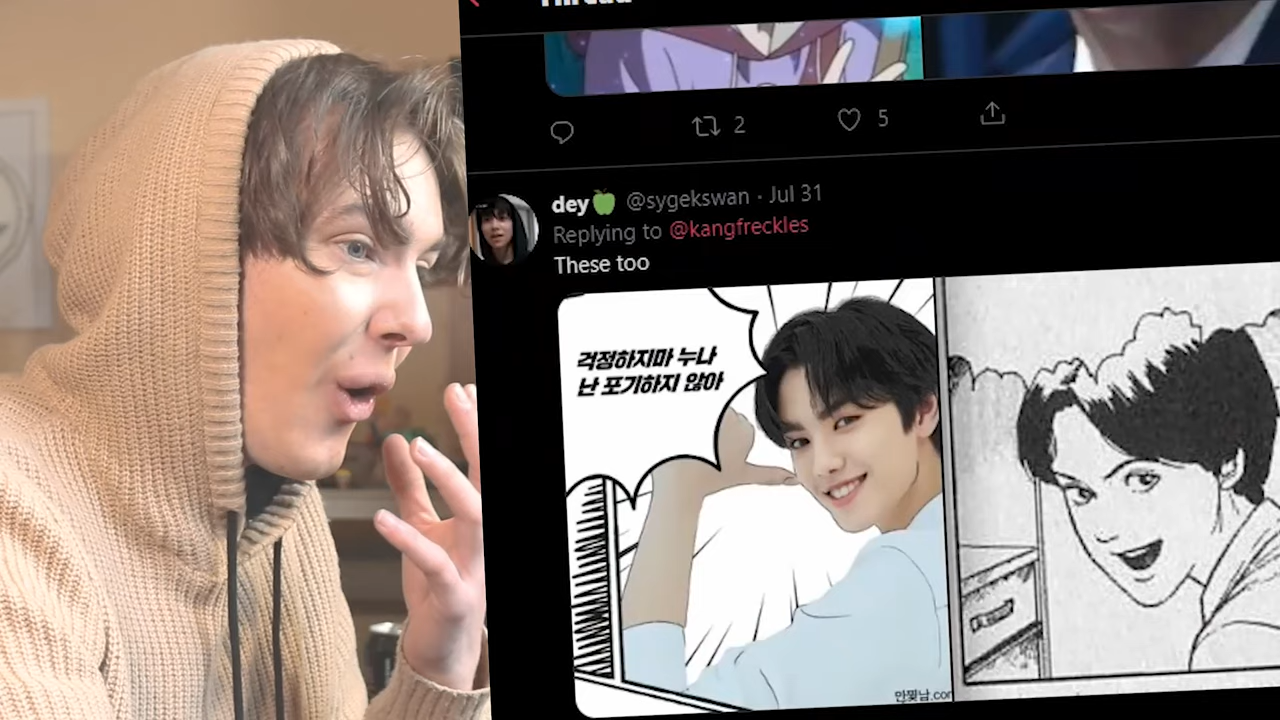 Thread
2
5
dey🍏 @sygekswan · Jul 31
Replying to @kangfreckles
These too
걱정하지마 누나
난 포기하지 않아
만찢남.com